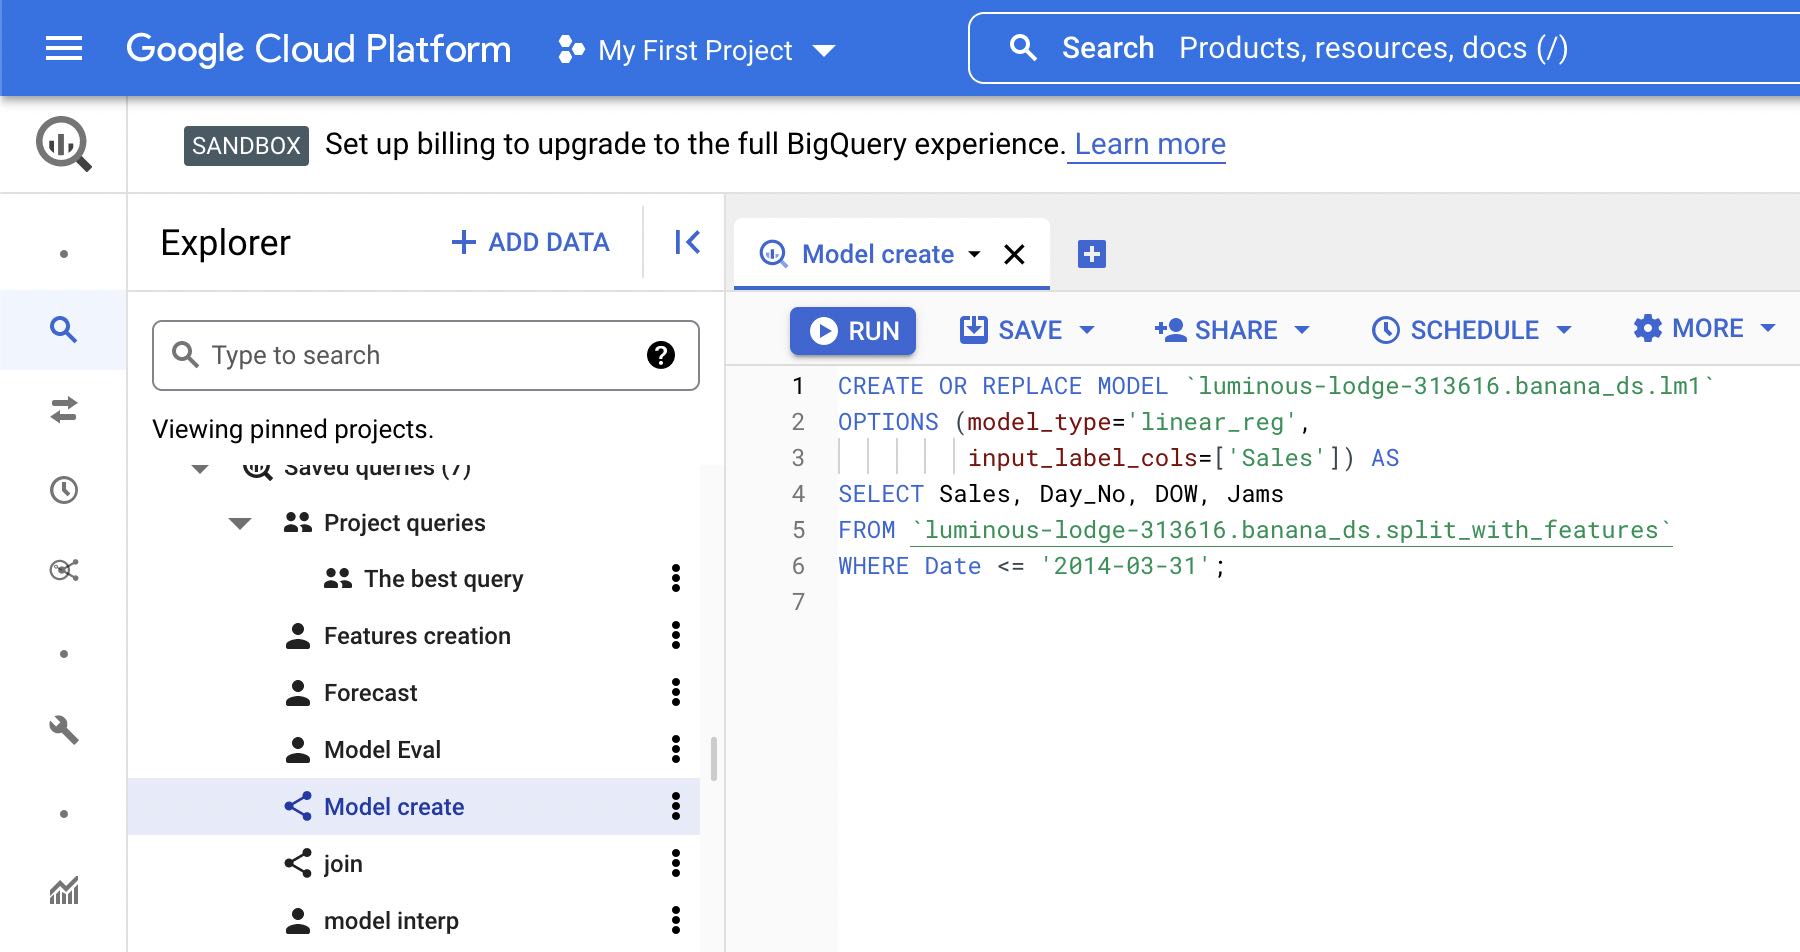 Google Cloud Platform
My First Project
Search Products, resources, docs (/)
SANDBOX Set up billing to upgrade to the full BigQuery experience. Learn more
Explorer
+ ADD DATA
Type to search
Viewing pinned projects.
Saved queries (7)
Project queries
The best query
Features creation
Forecast
Model Eval
Model create
join
model interp
Model create
RUN
SAVE
SHARE
SCHEDULE
MORE
1 CREATE OR REPLACE MODEL `luminous-lodge-313616.banana_ds.lm1`
2 OPTIONS (model_type='linear_reg',
3 input_label_cols=['Sales']) AS
4 SELECT Sales, Day_No, DOW, Jams
5 FROM `luminous-lodge-313616.banana_ds.split_with_features`
6 WHERE Date <= '2014-03-31';
7